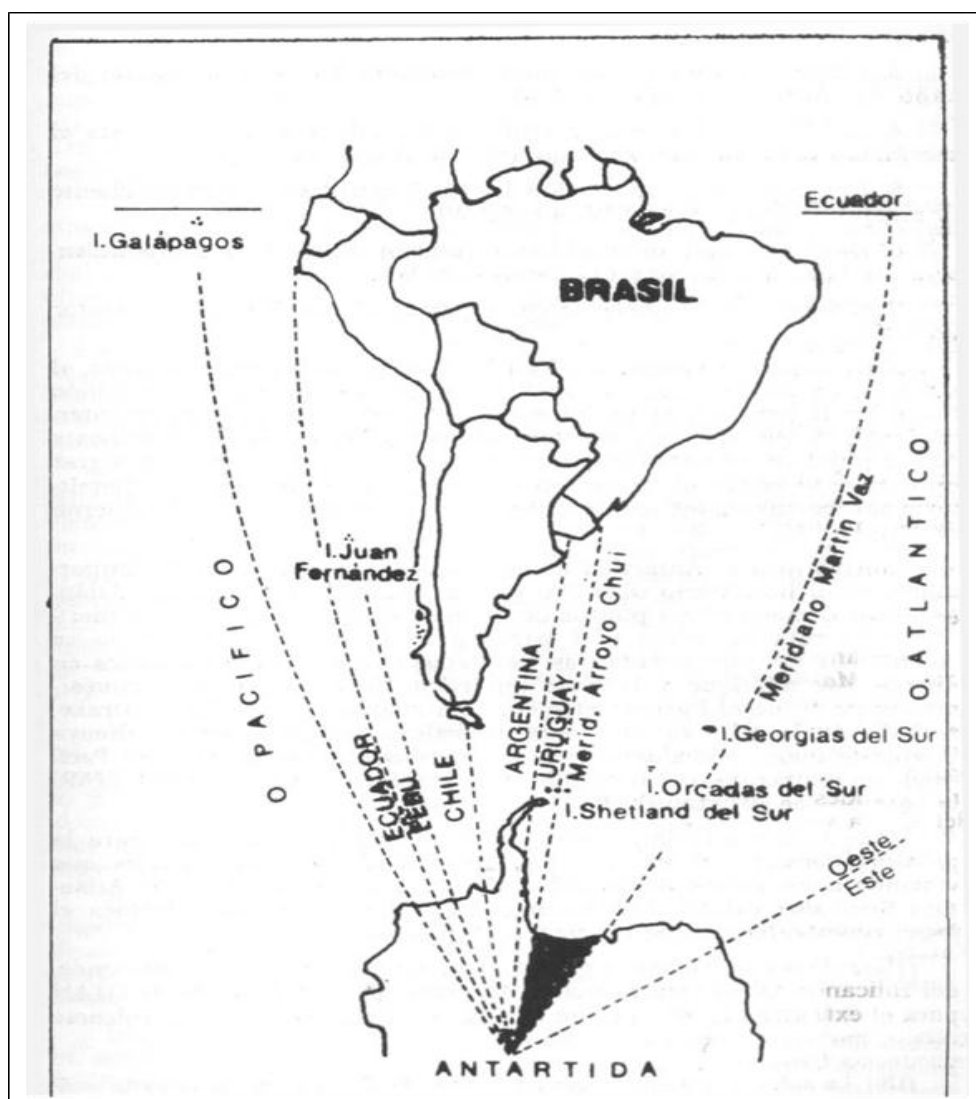 Ecuador
I.Galápagos
BRASIL
I.Juan
Fernández
O PACIFICO
O ATLANTICO
Meridiano Martin Vaz
Merid. Arroyo Chui
URUGUAY
ARGENTINA
CHILE
PERU
ECUADOR
I.Georgias del Sur
I.Orcadas del Sur
I.Shetland del Sur
Oeste
Este
ANTARTIDA